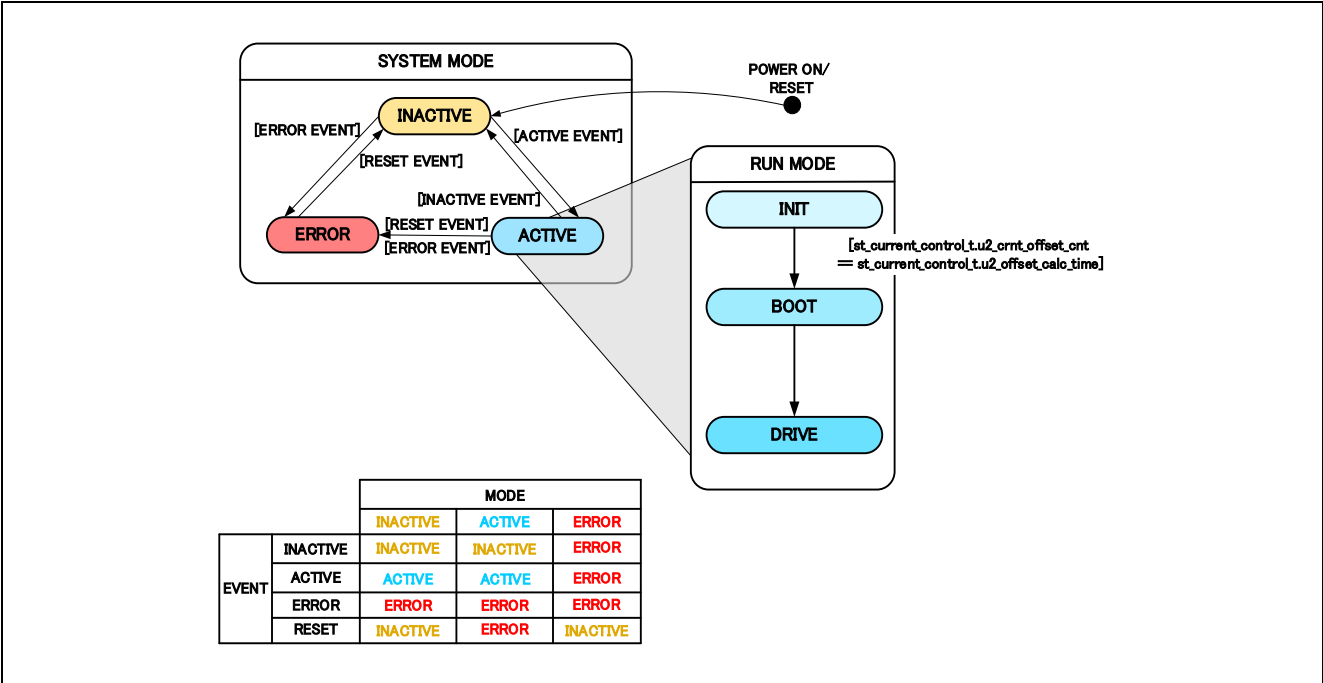 SYSTEM MODE
POWER ON/
RESET
INACTIVE
[ERROR EVENT]
[ACTIVE EVENT]
[RESET EVENT]
[INACTIVE EVENT]
[RESET EVENT]
ERROR
ACTIVE
[ERROR EVENT]
RUN MODE
INIT
[st_current_control_t.u2_crnt_offset_cnt
== st_current_control_t.u2_offset_calc_time]
BOOT
DRIVE
MODE
INACTIVE ACTIVE ERROR
EVENT
INACTIVE INACTIVE INACTIVE ERROR
ACTIVE ACTIVE ACTIVE ERROR
ERROR ERROR ERROR ERROR
RESET INACTIVE ERROR INACTIVE